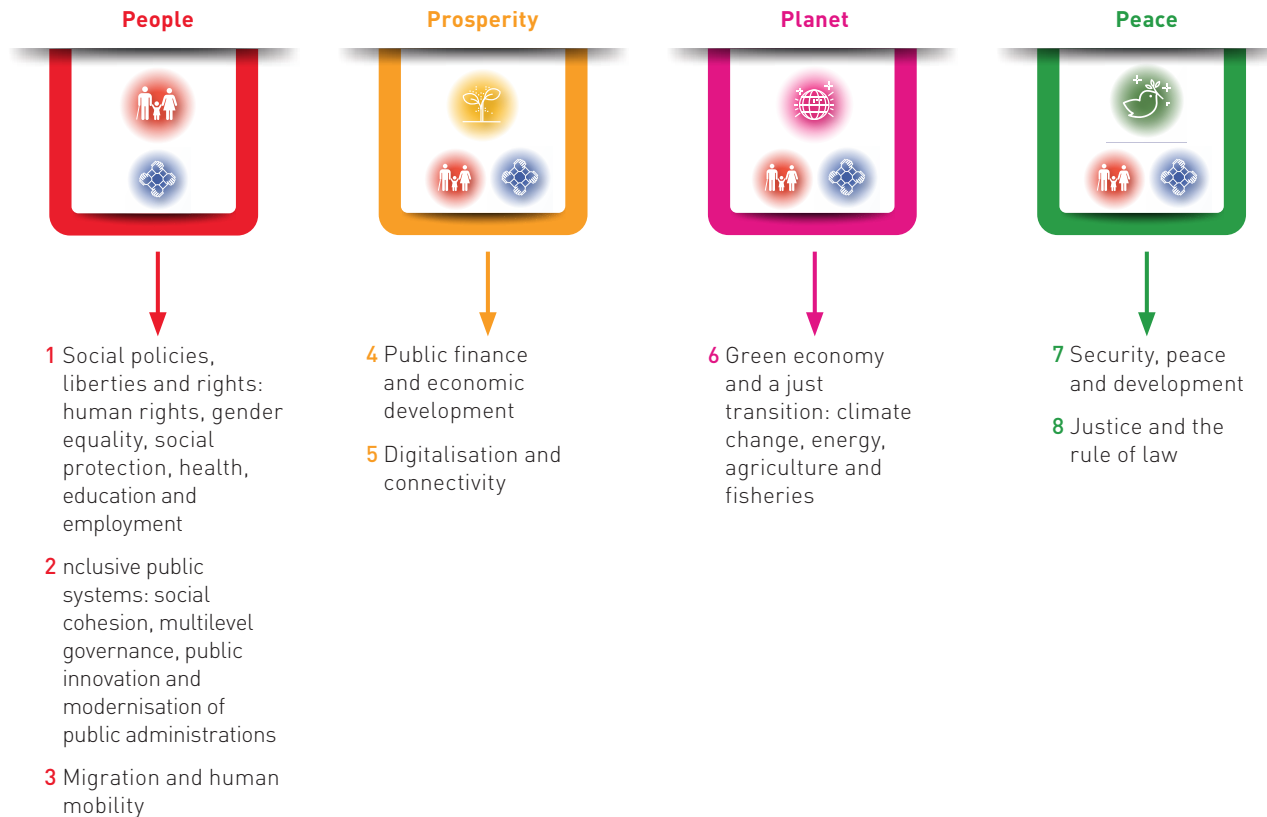 People
Prosperity
Planet
Peace
1 Social policies,
liberties and rights:
human rights, gender
equality, social
protection, health,
education and
employment
2 nclusive public
systems: social
cohesion, multilevel
governance, public
innovation and
modernisation of
public administrations
3 Migration and human
mobility
4 Public finance
and economic
development
5 Digitalisation and
connectivity
6 Green economy
and a just
transition: climate
change, energy,
agriculture and
fisheries
7 Security, peace
and development
8 Justice and the
rule of law